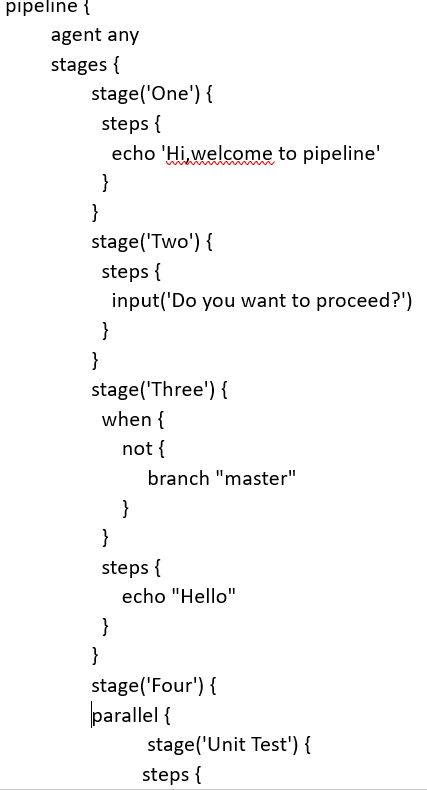 pipeline {
agent any
stages {
stage('One') {
steps {
echo 'Hi,welcome to pipeline'
}
}
stage('Two') {
steps {
input('Do you want to proceed?')
}
}
stage('Three') {
when {
not {
branch "master"
}
}
steps {
echo "Hello"
}
}
stage('Four') {
parallel {
stage('Unit Test') {
steps {